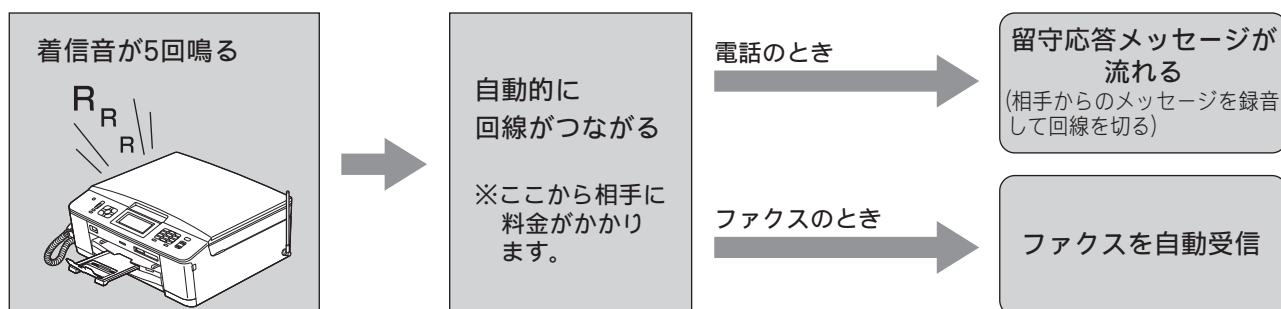 着信音が5回鳴る
R
R
R
自動的に
回線がつながる
※ここから相手に
料金がかかり
ます。
電話のとき
留守応答メッセージが
流れる
(相手からのメッセージを録音
して回線を切る)
ファクスのとき
ファクスを自動受信